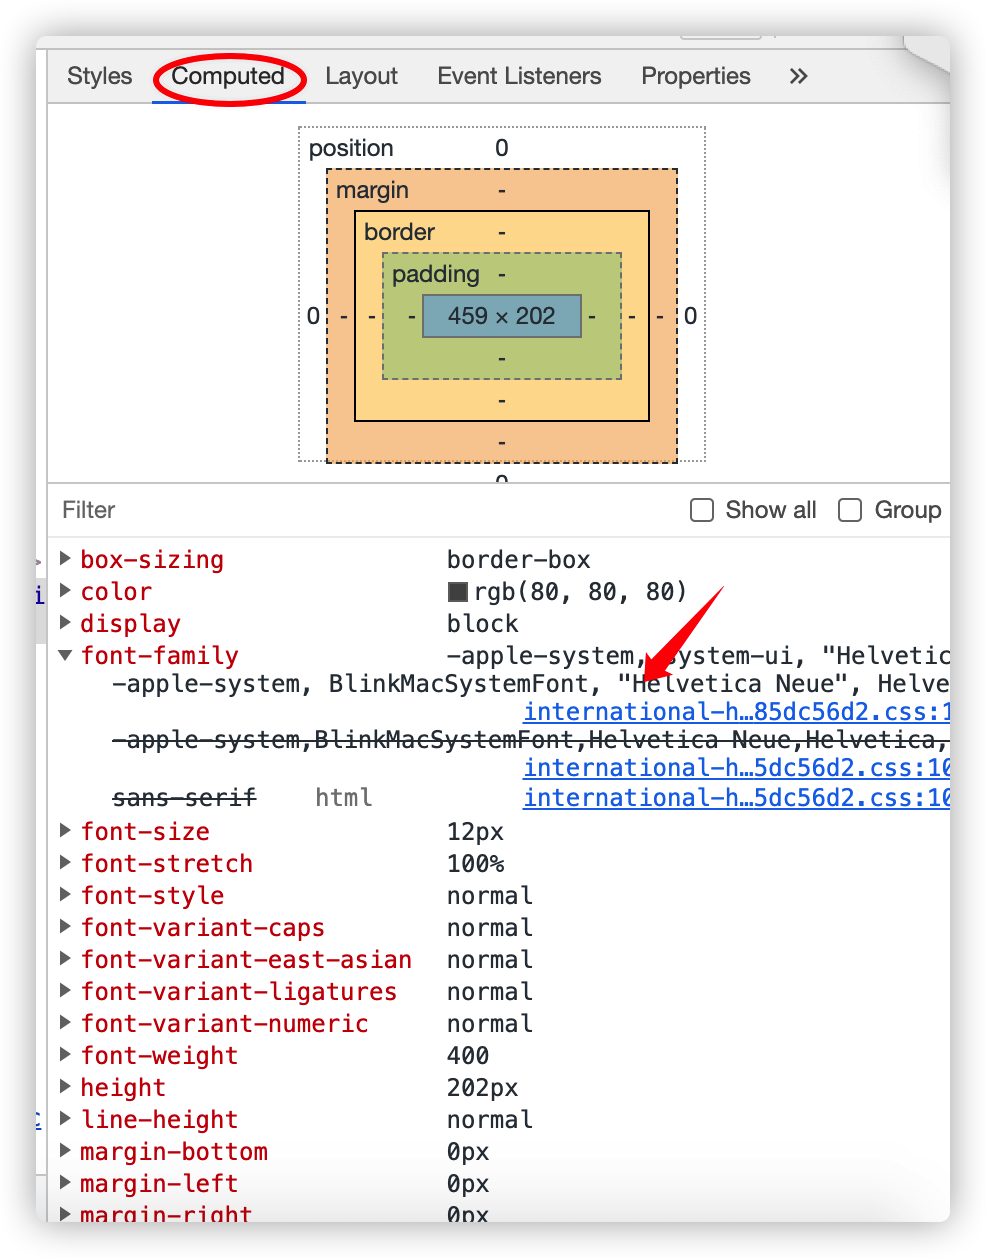 Styles Computed Layout Event Listeners Properties »
position 0
margin -
border -
padding -
0 - - - 459 × 202 - - - 0
-
-
-
0
Filter Show all Group
box-sizing border-box
color rgb(80, 80, 80)
display block
font-family -apple-system, system-ui, "Helvetic
-apple-system, BlinkMacSystemFont, "Helvetica Neue", Helve
international-h…85dc56d2.css:1
-apple-system,BlinkMacSystemFont,Helvetica Neue,Helvetica,
international-h…5dc56d2.css:10
sans-serif html international-h…5dc56d2.css:10
font-size 12px
font-stretch 100%
font-style normal
font-variant-caps normal
font-variant-east-asian normal
font-variant-ligatures normal
font-variant-numeric normal
font-weight 400
height 202px
line-height normal
margin-bottom 0px
margin-left 0px
margin-right 0px